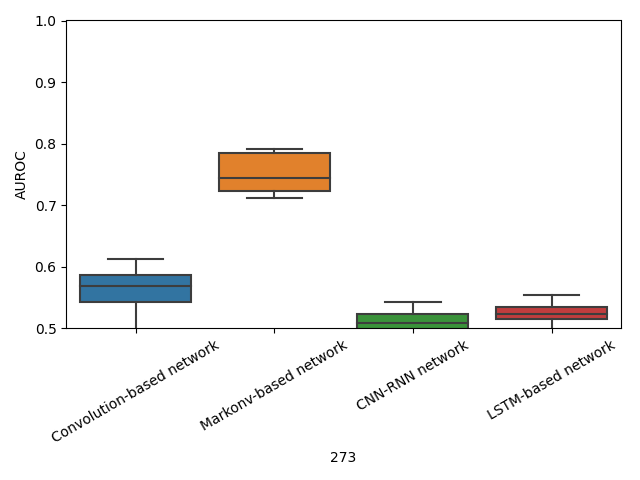 1.0
0.9
0.8
0.7
0.6
0.5
AUROC
Convolution-based network
Markonv-based network
CNN-RNN network
LSTM-based network
273